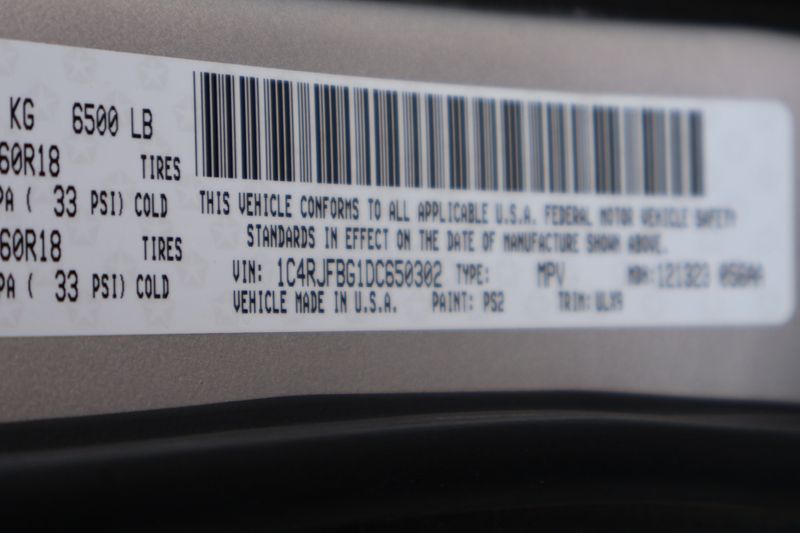 KG 6500 LB
60R18 TIRES
PA ( 33 PSI) COLD
60R18 TIRES
PA ( 33 PSI) COLD
THIS VEHICLE CONFORMS TO ALL APPLICABLE U.S.A. FEDERAL MOTOR VEHICLE SAFETY
STANDARDS IN EFFECT ON THE DATE OF MANUFACTURE SHOWN ABOVE.
VIN: 1C4RJFBG1DC650302 TYPE: MPV MDH:
VEHICLE MADE IN U.S.A. PAINT: PS2 TRIM: